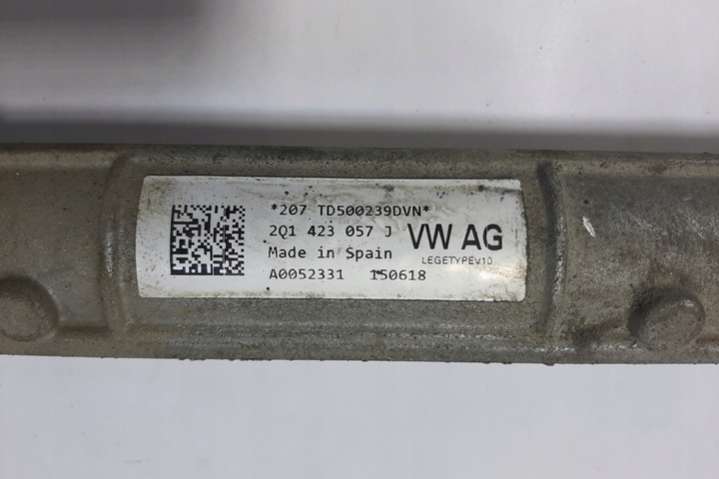 *207 TD500239DVN*
2Q1 423 057 J
VW AG
Made in Spain
LEGETYPEV10
A0052331 150618